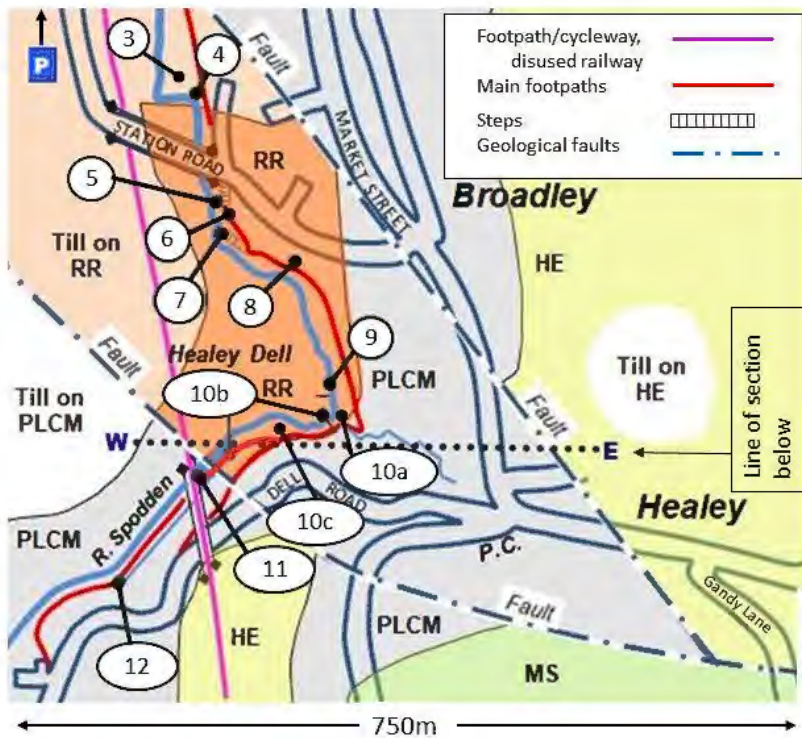 P
3
4
Fault
Footpath/cycleway,
disused railway
Main footpaths
Steps
Geological faults
STATION ROAD
RR
MARKET STREET
Broadley
5
6
Till on
RR
7
8
HE
Healey Dell
9
Fault
RR
PLCM
Till on
HE
Till on
PLCM
10b
W
E
Line of section
below
10a
DELL
ROAD
10c
Healey
R. Spodden
PLCM
11
P.C.
Fault
Gandy Lane
Fault
12
HE
PLCM
MS
750m